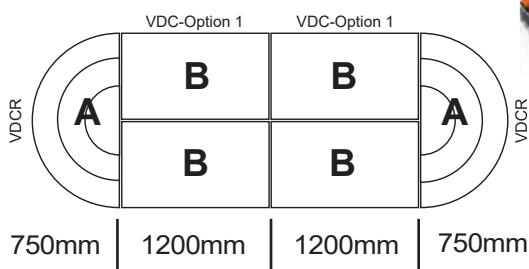 VDC-Option 1 VDC-Option 1
B B
VDCR A A VDCR
B B
750mm 1200mm 1200mm 750mm